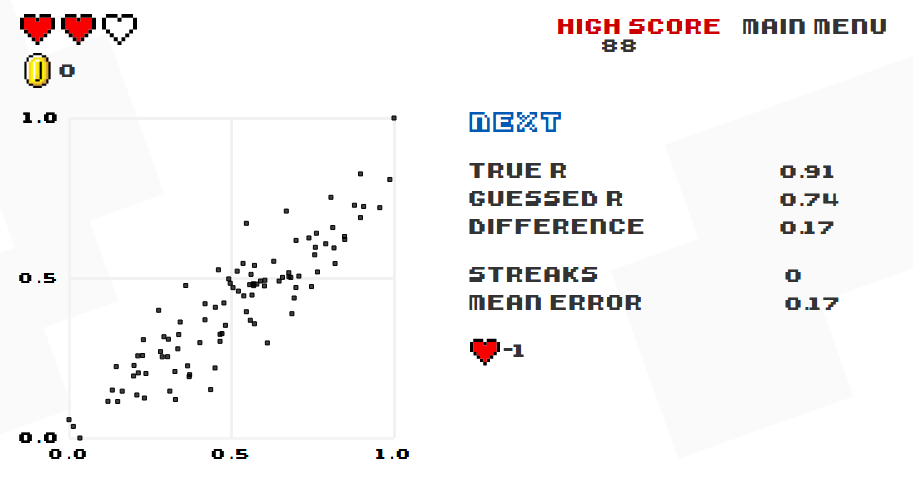 HIGH SCORE MAIN MENU
88
0
NEXT
TRUE R 0.91
GUESSED R 0.74
DIFFERENCE 0.17
STREAKS 0
MEAN ERROR 0.17
-1
1.0
0.5
0.0
0.0 0.5 1.0